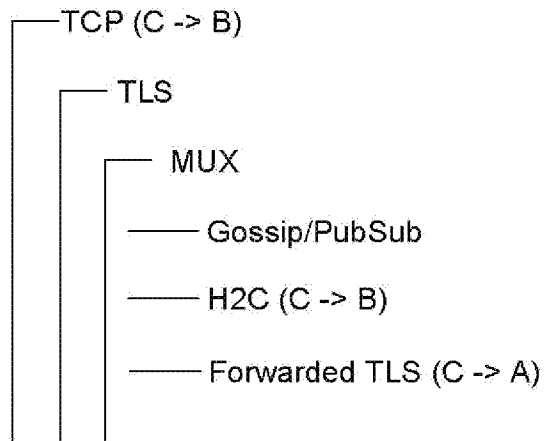 TCP (C -> B)
TLS
MUX
Gossip/PubSub
H2C (C -> B)
Forwarded TLS (C -> A)